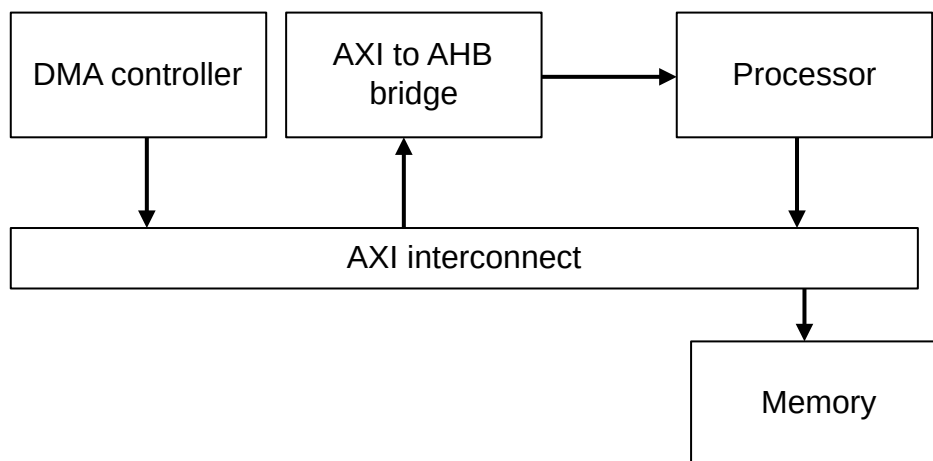 DMA controller
AXI to AHB
bridge
Processor
AXI interconnect
Memory